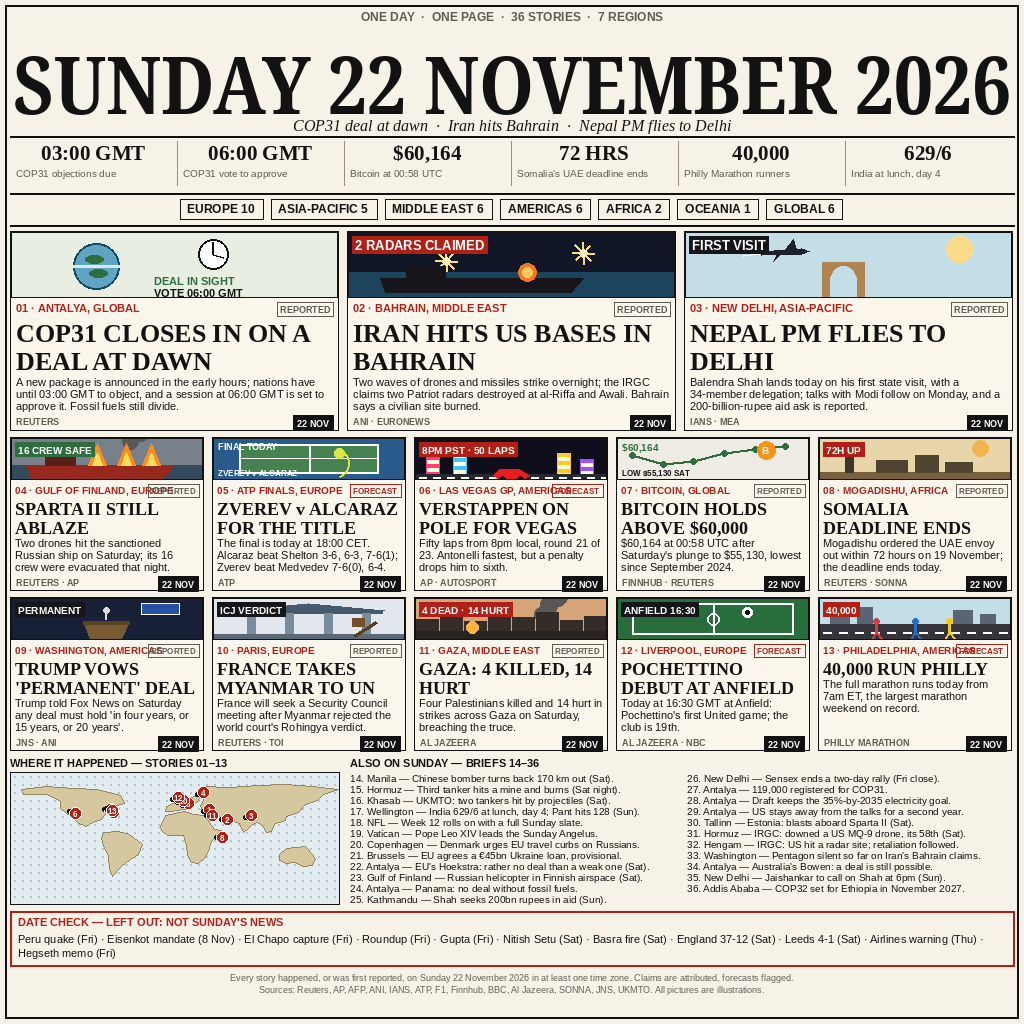 ONE DAY · ONE PAGE · 36 STORIES · 7 REGIONS
SUNDAY 22 NOVEMBER 2026
COP31 deal at dawn · Iran hits Bahrain · Nepal PM flies to Delhi
03:00 GMT
COP31 objections due
06:00 GMT
COP31 vote to approve
$60,164
Bitcoin at 00:58 UTC
72 HRS
Somalia's UAE deadline ends
40,000
Philly Marathon runners
629/6
India at lunch, day 4
EUROPE 10
ASIA-PACIFIC 5
MIDDLE EAST 6
AMERICAS 6
AFRICA 2
OCEANIA 1
GLOBAL 6
DEAL IN SIGHT
VOTE 06:00 GMT
01 · ANTALYA, GLOBAL
REPORTED
COP31 CLOSES IN ON A
DEAL AT DAWN
A new package is announced in the early hours; nations have
until 03:00 GMT to object, and a session at 06:00 GMT is set to
approve it. Fossil fuels still divide.
REUTERS
22 NOV
2 RADARS CLAIMED
02 · BAHRAIN, MIDDLE EAST
REPORTED
IRAN HITS US BASES IN
BAHRAIN
Two waves of drones and missiles strike overnight; the IRGC
claims two Patriot radars destroyed at al-Riffa and Awali. Bahrain
says a civilian site burned.
ANI · EURONEWS
22 NOV
FIRST VISIT
03 · NEW DELHI, ASIA-PACIFIC
REPORTED
NEPAL PM FLIES TO
DELHI
Balendra Shah lands today on his first state visit, with a
34-member delegation; talks with Modi follow on Monday, and a
200-billion-rupee aid ask is reported.
IANS · MEA
22 NOV
16 CREW SAFE
04 · GULF OF FINLAND, EUROPE
REPORTED
SPARTA II STILL
ABLAZE
Two drones hit the sanctioned
Russian ship on Saturday; its 16
crew were evacuated that night.
REUTERS · AP
22 NOV
FINAL TODAY
ZVEREV v ALCARAZ
05 · ATP FINALS, EUROPE
FORECAST
ZVEREV v ALCARAZ
FOR THE TITLE
The final is today at 18:00 CET.
Alcaraz beat Shelton 3-6, 6-3, 7-6(1);
Zverev beat Medvedev 7-6(0), 6-4.
ATP
22 NOV
8PM PST · 50 LAPS
06 · LAS VEGAS GP, AMERICAS
FORECAST
VERSTAPPEN ON
POLE FOR VEGAS
Fifty laps from 8pm local, round 21 of
23. Antonelli fastest, but a penalty
drops him to sixth.
AP · AUTOSPORT
22 NOV
$60,164
B
LOW $55,130 SAT
07 · BITCOIN, GLOBAL
REPORTED
BITCOIN HOLDS
ABOVE $60,000
$60,164 at 00:58 UTC after
Saturday's plunge to $55,130, lowest
since September 2024.
FINNHUB · REUTERS
22 NOV
72H UP
08 · MOGADISHU, AFRICA
REPORTED
SOMALIA
DEADLINE ENDS
Mogadishu ordered the UAE envoy
out within 72 hours on 19 November;
the deadline ends today.
REUTERS · SONNA
22 NOV
PERMANENT
09 · WASHINGTON, AMERICAS
REPORTED
TRUMP VOWS
'PERMANENT' DEAL
Trump told Fox News on Saturday
any deal must hold 'in four years, or
15 years, or 20 years'.
JNS · ANI
22 NOV
ICJ VERDICT
10 · PARIS, EUROPE
REPORTED
FRANCE TAKES
MYANMAR TO UN
France will seek a Security Council
meeting after Myanmar rejected the
world court's Rohingya verdict.
REUTERS · TOI
22 NOV
4 DEAD · 14 HURT
11 · GAZA, MIDDLE EAST
REPORTED
GAZA: 4 KILLED, 14
HURT
Four Palestinians killed and 14 hurt in
strikes across Gaza on Saturday,
breaching the truce.
AL JAZEERA
22 NOV
ANFIELD 16:30
12 · LIVERPOOL, EUROPE
FORECAST
POCHETTINO
DEBUT AT ANFIELD
Today at 16:30 GMT at Anfield:
Pochettino's first United game; the
club is 19th.
AL JAZEERA · NBC
22 NOV
40,000
13 · PHILADELPHIA, AMERICAS
FORECAST
40,000 RUN PHILLY
The full marathon runs today from
7am ET, the largest marathon
weekend on record.
PHILLY MARATHON
22 NOV
WHERE IT HAPPENED — STORIES 01–13
6
13
12
4
11
2
3
8
ALSO ON SUNDAY — BRIEFS 14–36
14. Manila — Chinese bomber turns back 170 km out (Sat).
15. Hormuz — Third tanker hits a mine and burns (Sat night).
16. Khasab — UKMTO: two tankers hit by projectiles (Sat).
17. Wellington — India 629/6 at lunch, day 4; Pant hits 128 (Sun).
18. NFL — Week 12 rolls on with a full Sunday slate.
19. Vatican — Pope Leo XIV leads the Sunday Angelus.
20. Copenhagen — Denmark urges EU travel curbs on Russians.
21. Brussels — EU agrees a €45bn Ukraine loan, provisional.
22. Antalya — EU's Hoekstra: rather no deal than a weak one (Sat).
23. Gulf of Finland — Russian helicopter in Finnish airspace (Sat).
24. Antalya — Panama: no deal without fossil fuels.
25. Kathmandu — Shah seeks 200bn rupees in aid (Sun).
26. New Delhi — Sensex ends a two-day rally (Fri close).
27. Antalya — 119,000 registered for COP31.
28. Antalya — Draft keeps the 35%-by-2035 electricity goal.
29. Antalya — US stays away from the talks for a second year.
30. Tallinn — Estonia: blasts aboard Sparta II (Sat).
31. Hormuz — IRGC: downed a US MQ-9 drone, its 58th (Sat).
32. Hengam — IRGC: US hit a radar site; retaliation followed.
33. Washington — Pentagon silent so far on Iran's Bahrain claims.
34. Antalya — Australia's Bowen: a deal is still possible.
35. New Delhi — Jaishankar to call on Shah at 6pm (Sun).
36. Addis Ababa — COP32 set for Ethiopia in November 2027.
DATE CHECK — LEFT OUT: NOT SUNDAY'S NEWS
Peru quake (Fri) · Eisenkot mandate (8 Nov) · El Chapo capture (Fri) · Roundup (Fri) · Gupta (Fri) · Nitish Setu (Sat) · Basra fire (Sat) · England 37-12 (Sat) · Leeds 4-1 (Sat) · Airlines warning (Thu) ·
Hegseth memo (Fri)
Every story happened, or was first reported, on Sunday 22 November 2026 in at least one time zone. Claims are attributed, forecasts flagged.
Sources: Reuters, AP, AFP, ANI, IANS, ATP, F1, Finnhub, BBC, Al Jazeera, SONNA, JNS, UKMTO. All pictures are illustrations.